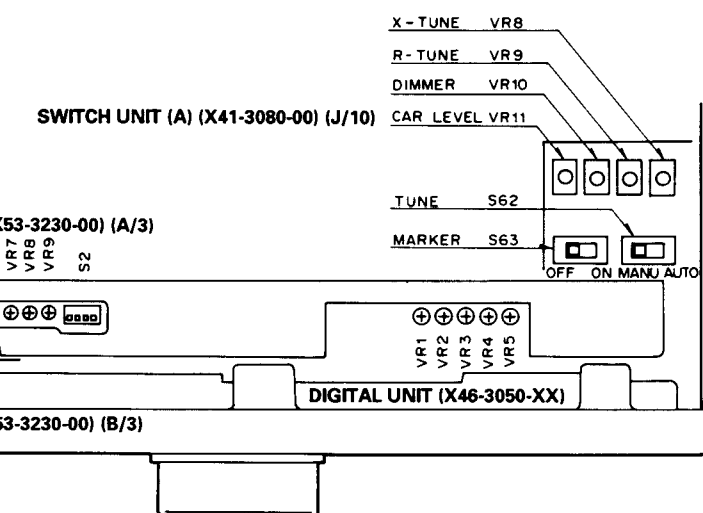 X-TUNE VR8
R-TUNE VR9
DIMMER VR10
SWITCH UNIT (A) (X41-3080-00) (J/10) CAR LEVEL VR11
TUNE S62
X53-3230-00) (A/3)
MARKER S63
VR7 VR8 VR9 S2
OFF ON MANU AUTO
VR1 VR2 VR3 VR4 VR5
DIGITAL UNIT (X46-3050-XX)
53-3230-00) (B/3)